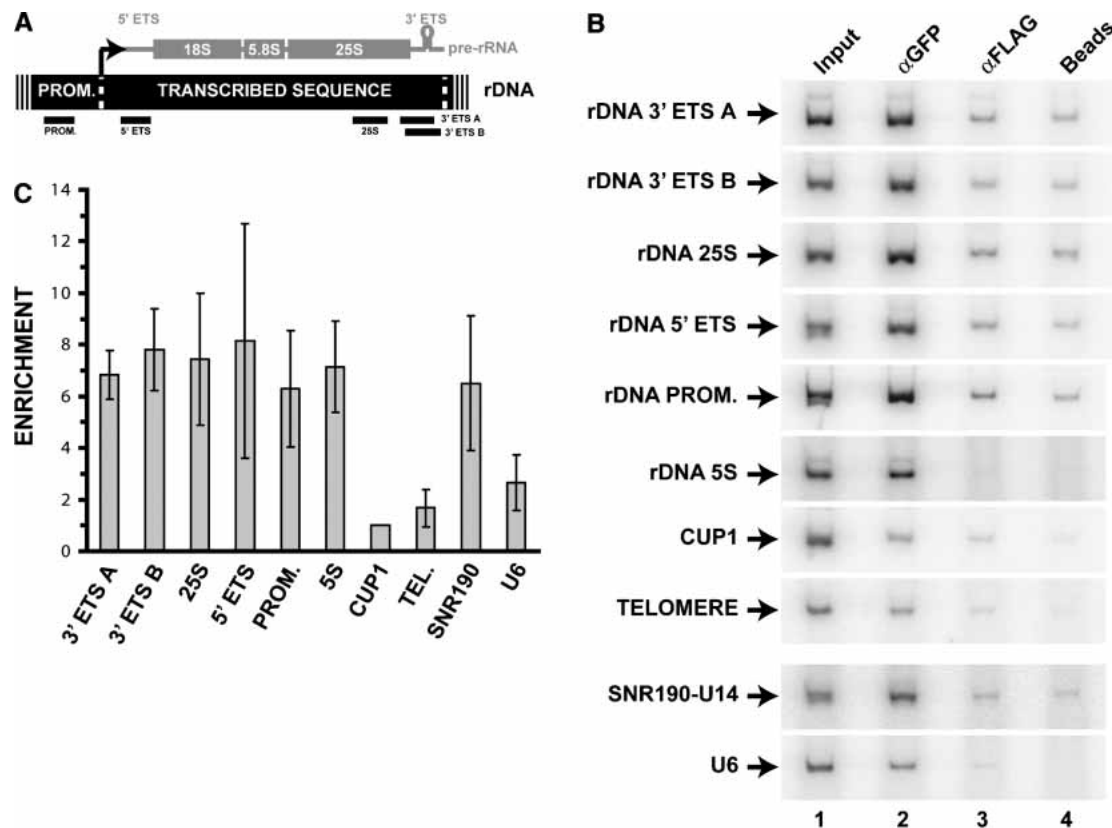 A
5' ETS
3' ETS
18S 5.8S 25S
pre-rRNA
PROM. TRANSCRIBED SEQUENCE rDNA
PROM. 5' ETS 25S 3' ETS A
3' ETS B
C
ENRICHMENT
14
12
10
8
6
4
2
0
3' ETS A
3' ETS B
25S
5' ETS
PROM.
5S
CUP1
TEL.
SNR190
U6
B
Input αGFP αFLAG Beads
rDNA 3' ETS A
rDNA 3' ETS B
rDNA 25S
rDNA 5' ETS
rDNA PROM.
rDNA 5S
CUP1
TELOMERE
SNR190-U14
U6
1 2 3 4